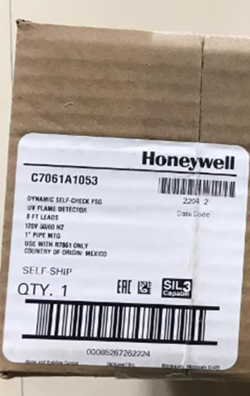 Honeywell
C7061A1053
DYNAMIC SELF-CHECK FSG
UV FLAME DETECTOR
8 FT LEADS
120V 50/60 HZ
1" PIPE MTG
USE WITH R7861 ONLY
COUNTRY OF ORIGIN: MEXICO
2204 2
Data Code
SELF-SHIP
QTY. 1
EAC
SIL 3
Capable
00085267262224